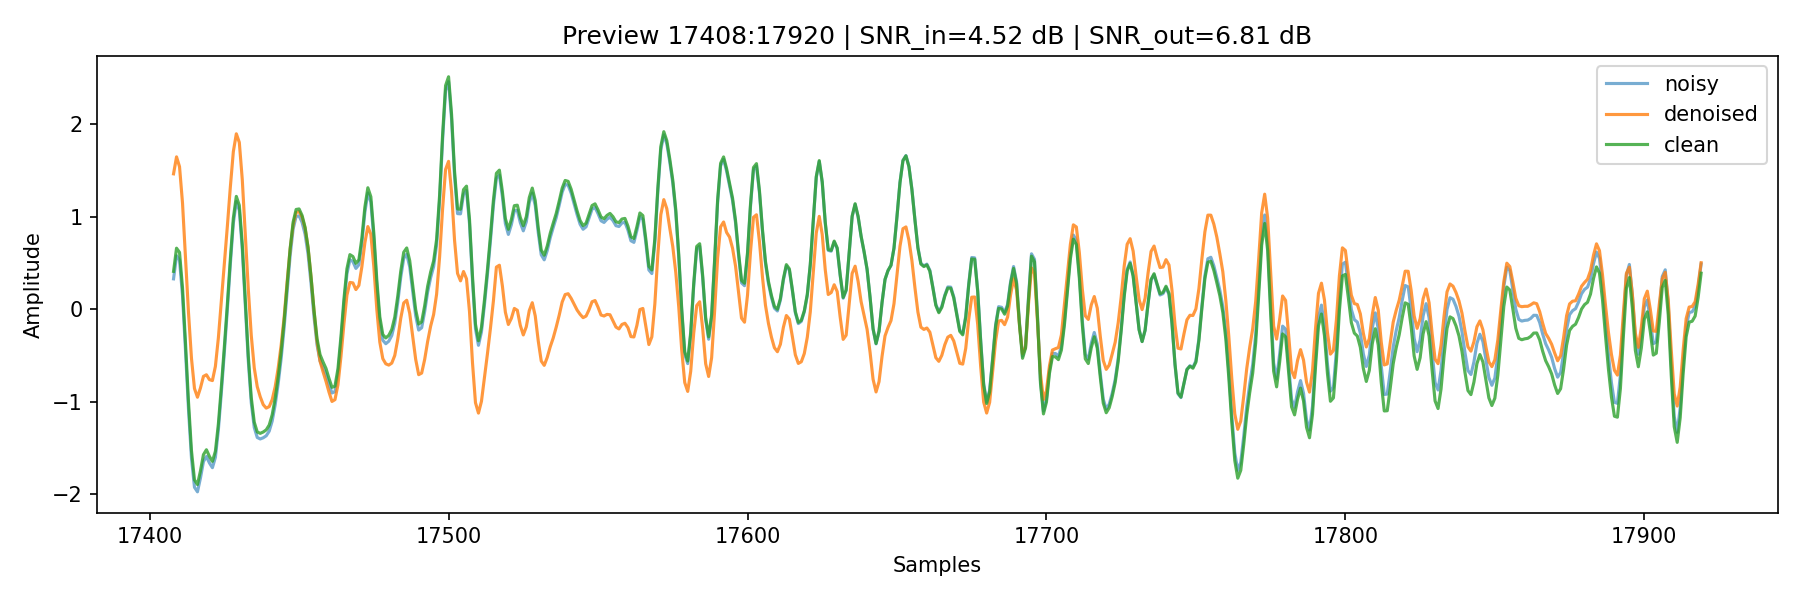 Preview 17408:17920 | SNR_in=4.52 dB | SNR_out=6.81 dB
noisy
denoised
clean
Amplitude
2
1
0
−1
−2
17400 17500 17600 17700 17800 17900
Samples